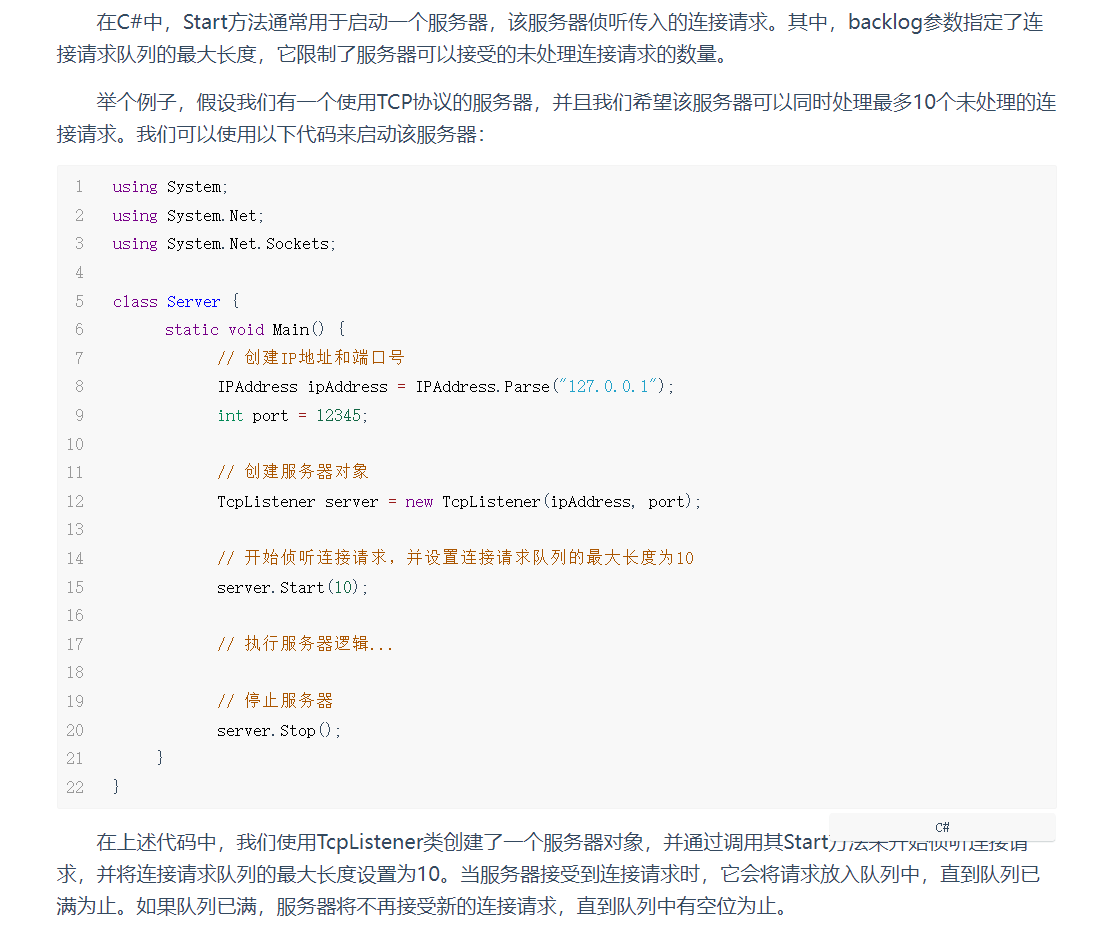 在C#中，Start方法通常用于启动一个服务器，该服务器侦听传入的连接请求。其中，backlog参数指定了连
接请求队列的最大长度，它限制了服务器可以接受的未处理连接请求的数量。
举个例子，假设我们有一个使用TCP协议的服务器，并且我们希望该服务器可以同时处理最多10个未处理的连
接请求。我们可以使用以下代码来启动该服务器：
1 using System;
2 using System.Net;
3 using System.Net.Sockets;
4
5 class Server {
6 static void Main() {
7 // 创建IP地址和端口号
8 IPAddress ipAddress = IPAddress.Parse("127.0.0.1");
9 int port = 12345;
10
11 // 创建服务器对象
12 TcpListener server = new TcpListener(ipAddress, port);
13
14 // 开始侦听连接请求，并设置连接请求队列的最大长度为10
15 server.Start(10);
16
17 // 执行服务器逻辑...
18
19 // 停止服务器
20 server.Stop();
21 }
22 }
C#
在上述代码中，我们使用TcpListener类创建了一个服务器对象，并通过调用其Start方法来开始侦听连接请
求，并将连接请求队列的最大长度设置为10。当服务器接受到连接请求时，它会将请求放入队列中，直到队列已
满为止。如果队列已满，服务器将不再接受新的连接请求，直到队列中有空位为止。